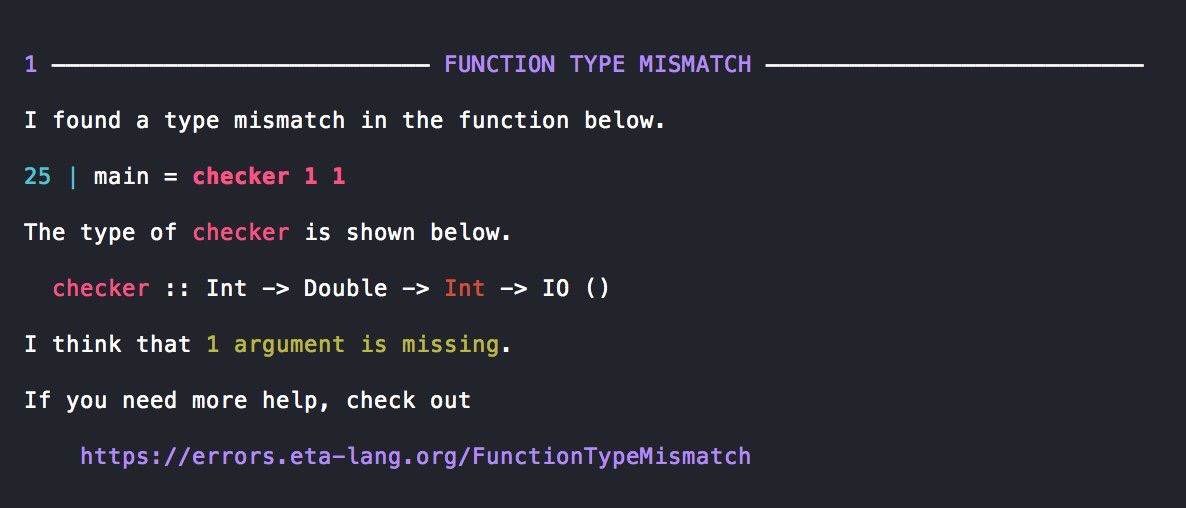 1 ─────────────────────────── FUNCTION TYPE MISMATCH ───────────────────────────
I found a type mismatch in the function below.
25 | main = checker 1 1
The type of checker is shown below.
checker :: Int -> Double -> Int -> IO ()
I think that 1 argument is missing.
If you need more help, check out
https://errors.eta-lang.org/FunctionTypeMismatch